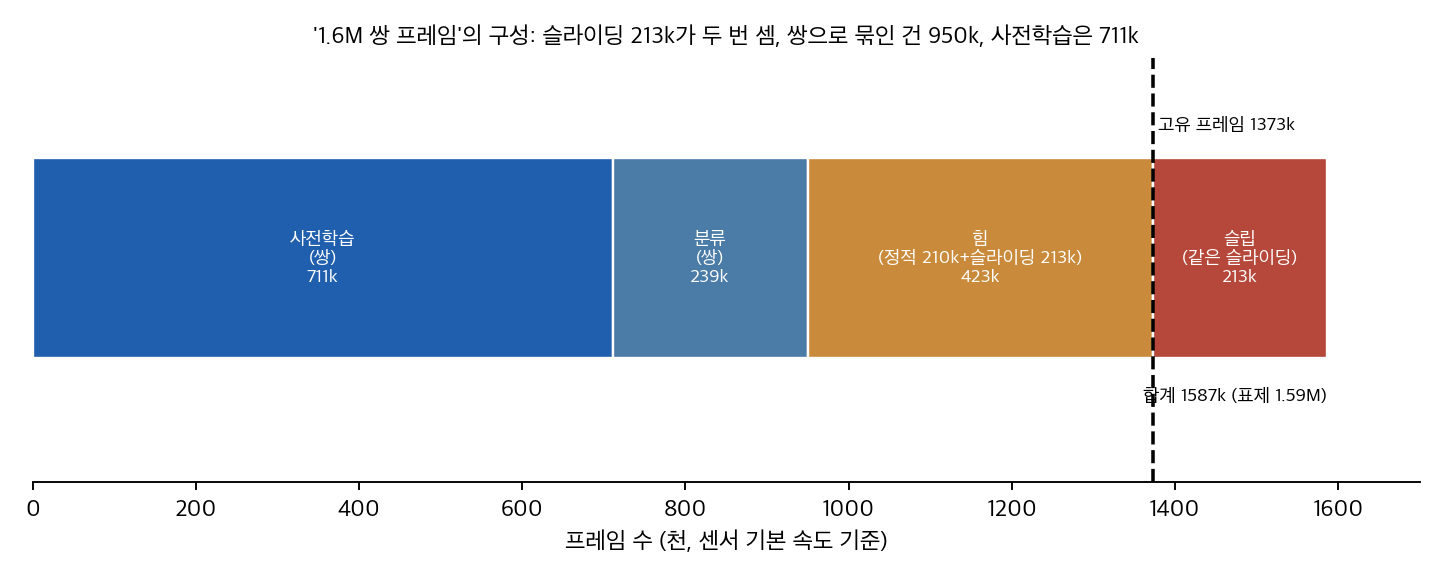 '1.6M 쌍 프레임'의 구성: 슬라이딩 213k가 두 번 셈, 쌍으로 묶인 건 950k, 사전학습은 711k
고유 프레임 1373k
사전학습
(쌍)
711k
분류
(쌍)
239k
힘
(정적 210k+슬라이딩 213k)
423k
슬립
(같은 슬라이딩)
213k
합계 1587k (표제 1.59M)
0 200 400 600 800 1000 1200 1400 1600
프레임 수 (천, 센서 기본 속도 기준)